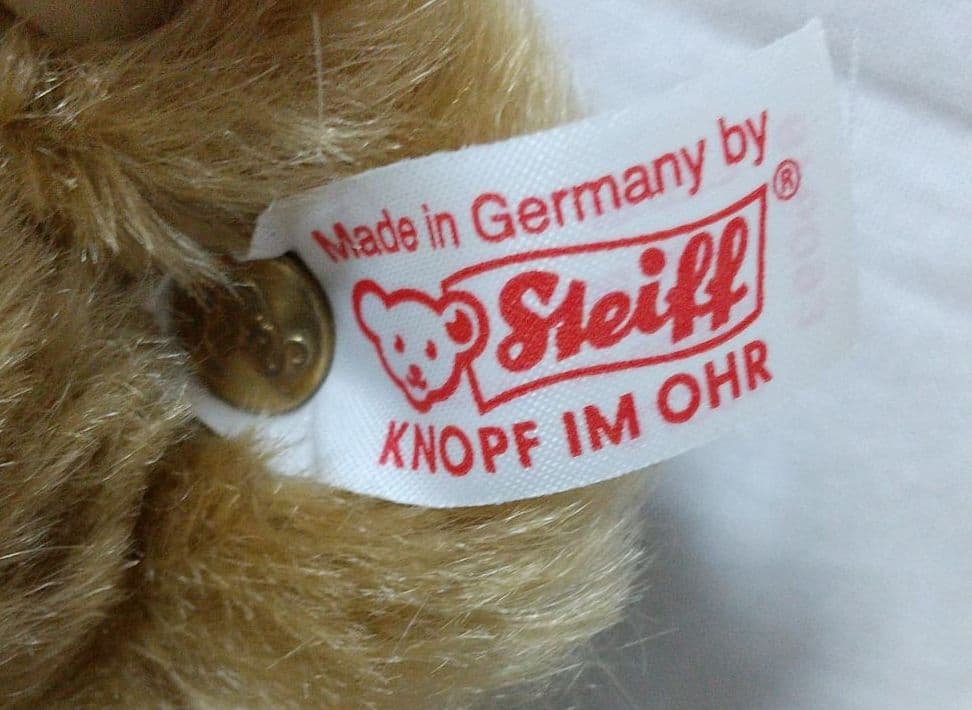 Made in Germany by
Steiff®
KNOPF IM OHR